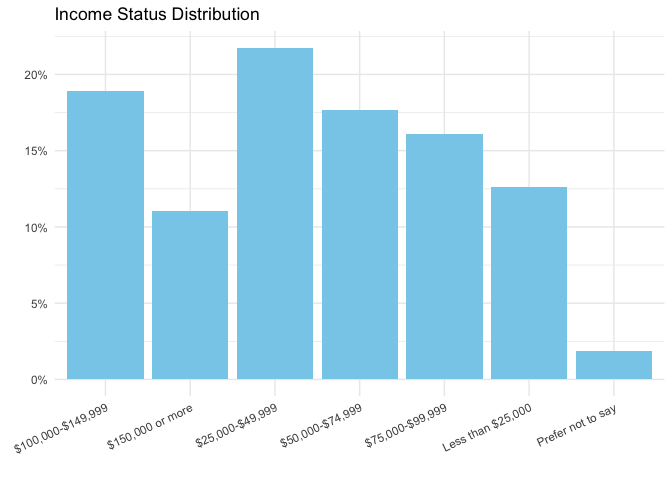 Income Status Distribution
20%
15%
10%
5%
0%
$100,000-$149,999
$150,000 or more
$25,000-$49,999
$50,000-$74,999
$75,000-$99,999
Less than $25,000
Prefer not to say